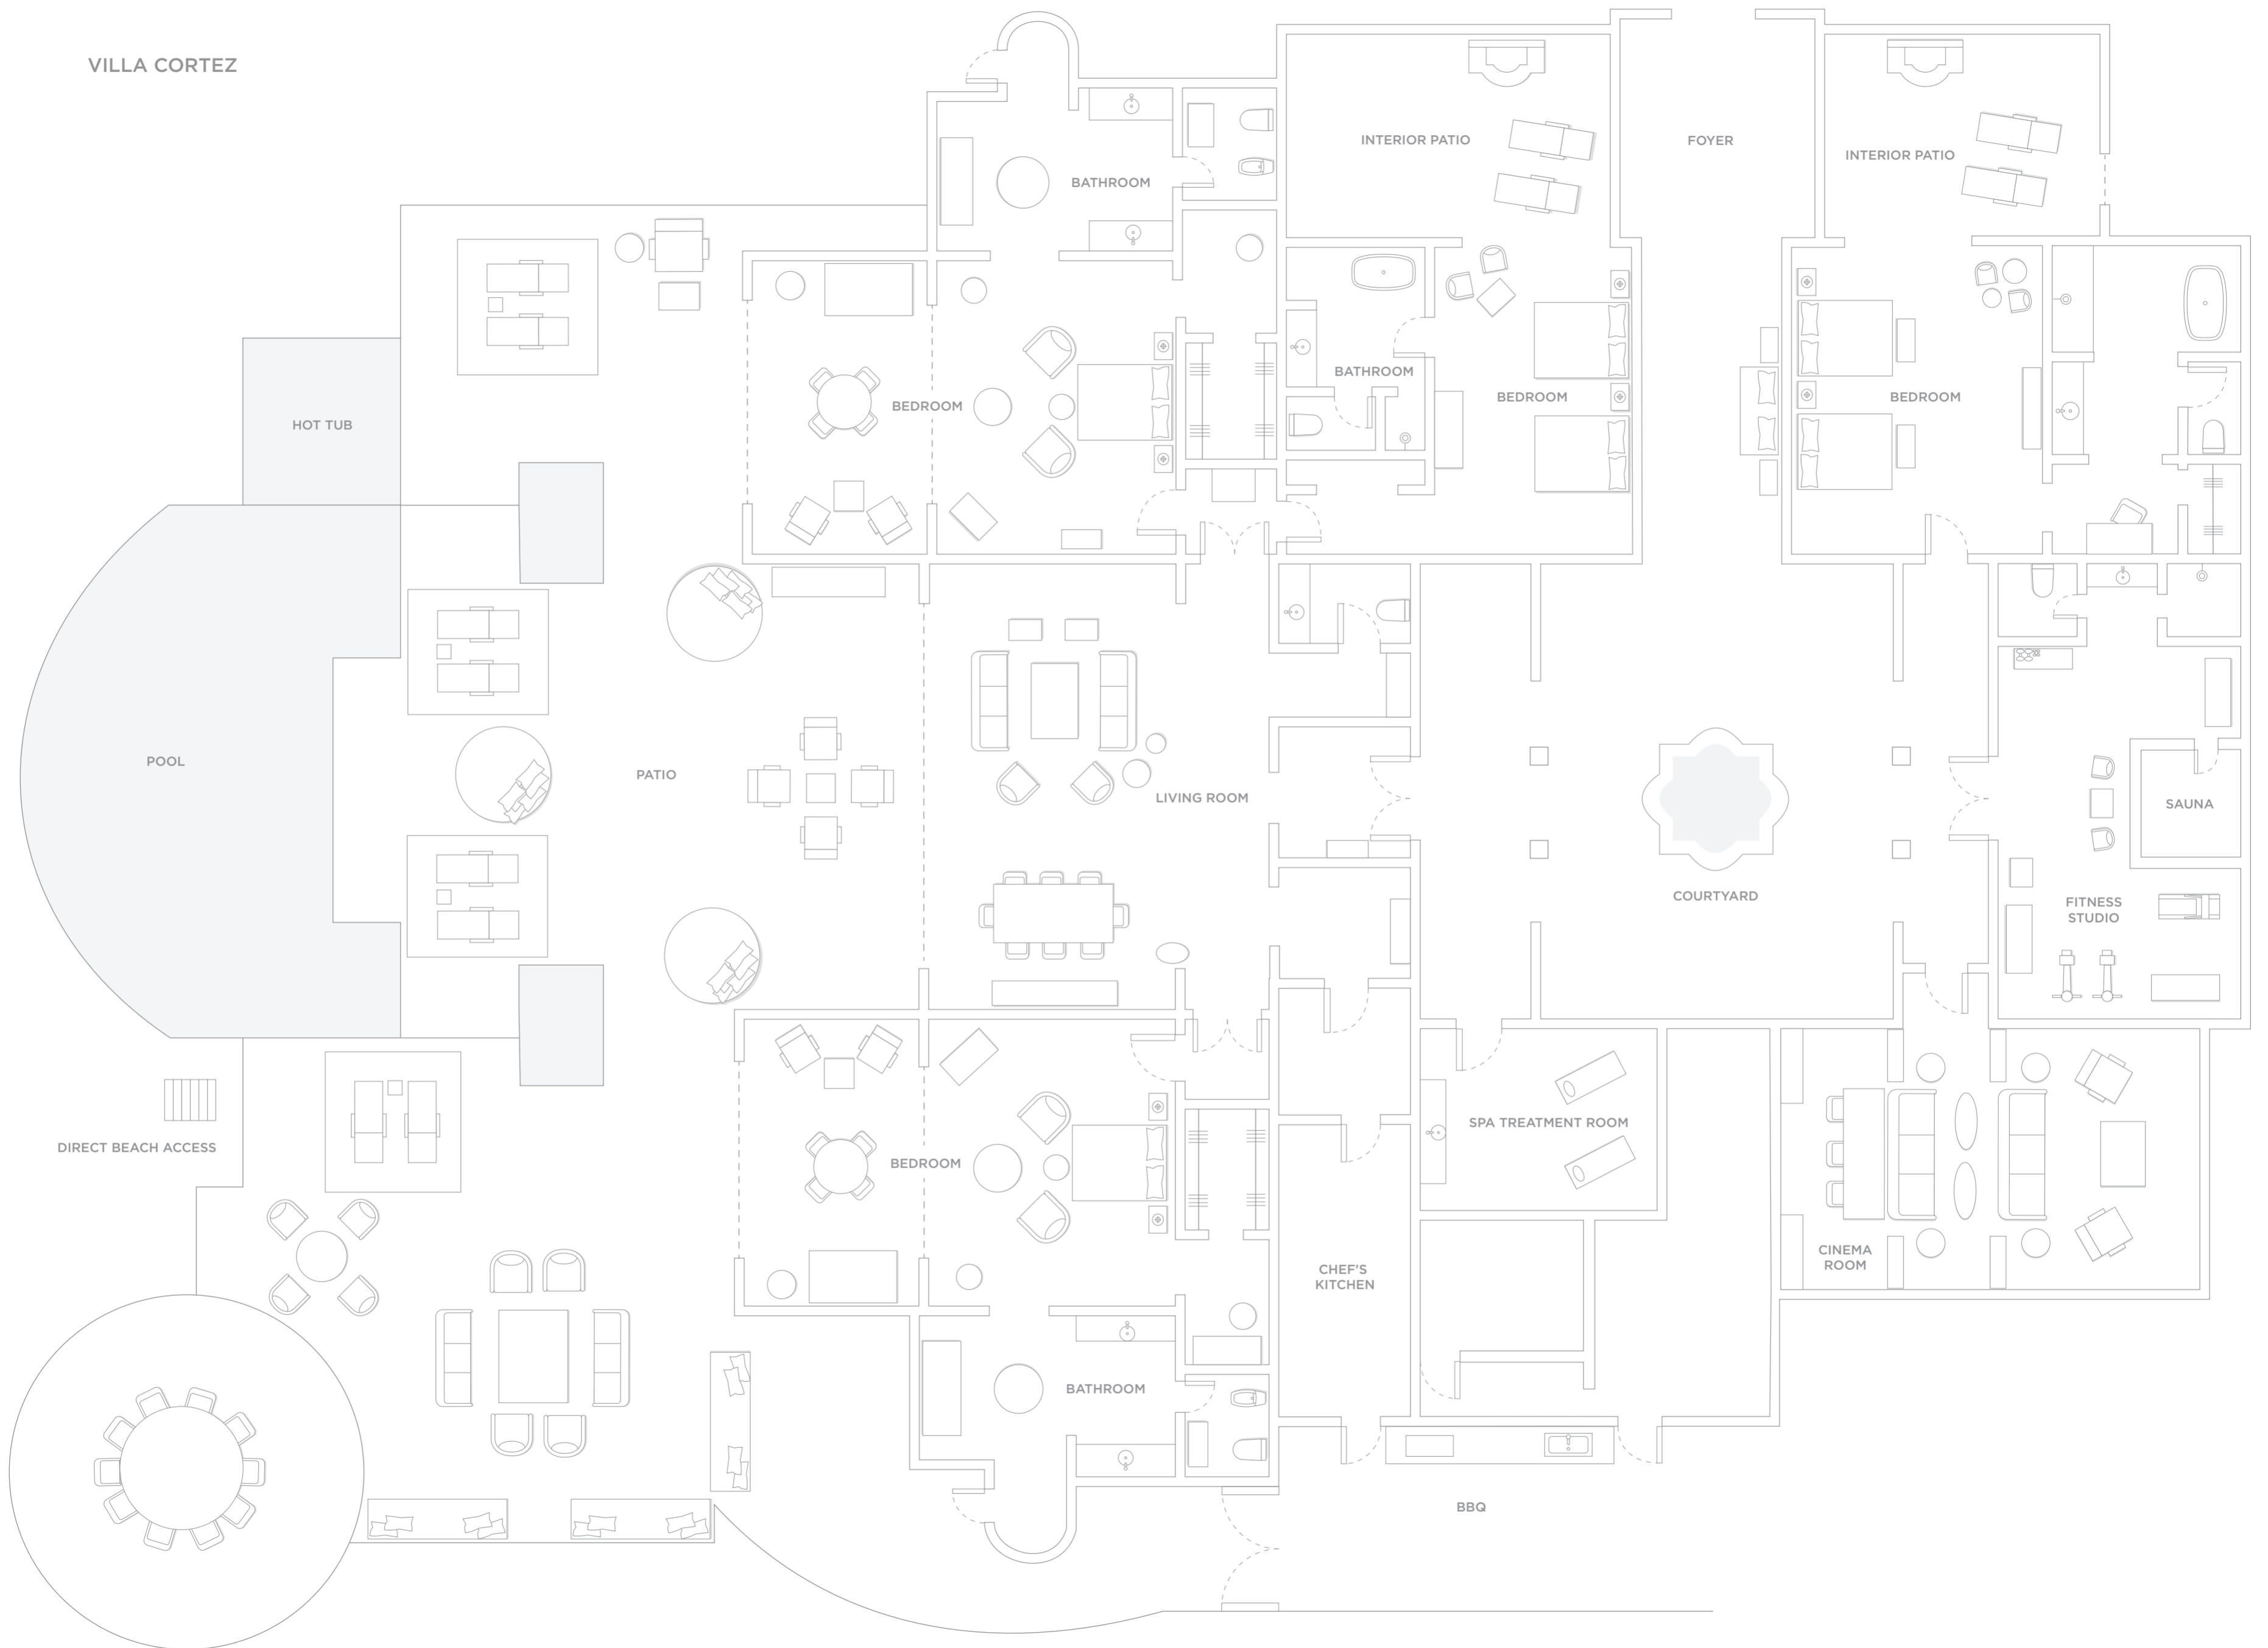 VILLA CORTEZ
INTERIOR PATIO
FOYER
INTERIOR PATIO
BATHROOM
BATHROOM
BEDROOM
BEDROOM
BEDROOM
HOT TUB
POOL
PATIO
LIVING ROOM
SAUNA
COURTYARD
FITNESS
STUDIO
DIRECT BEACH ACCESS
BEDROOM
SPA TREATMENT ROOM
CINEMA
ROOM
CHEF'S
KITCHEN
BATHROOM
BBQ